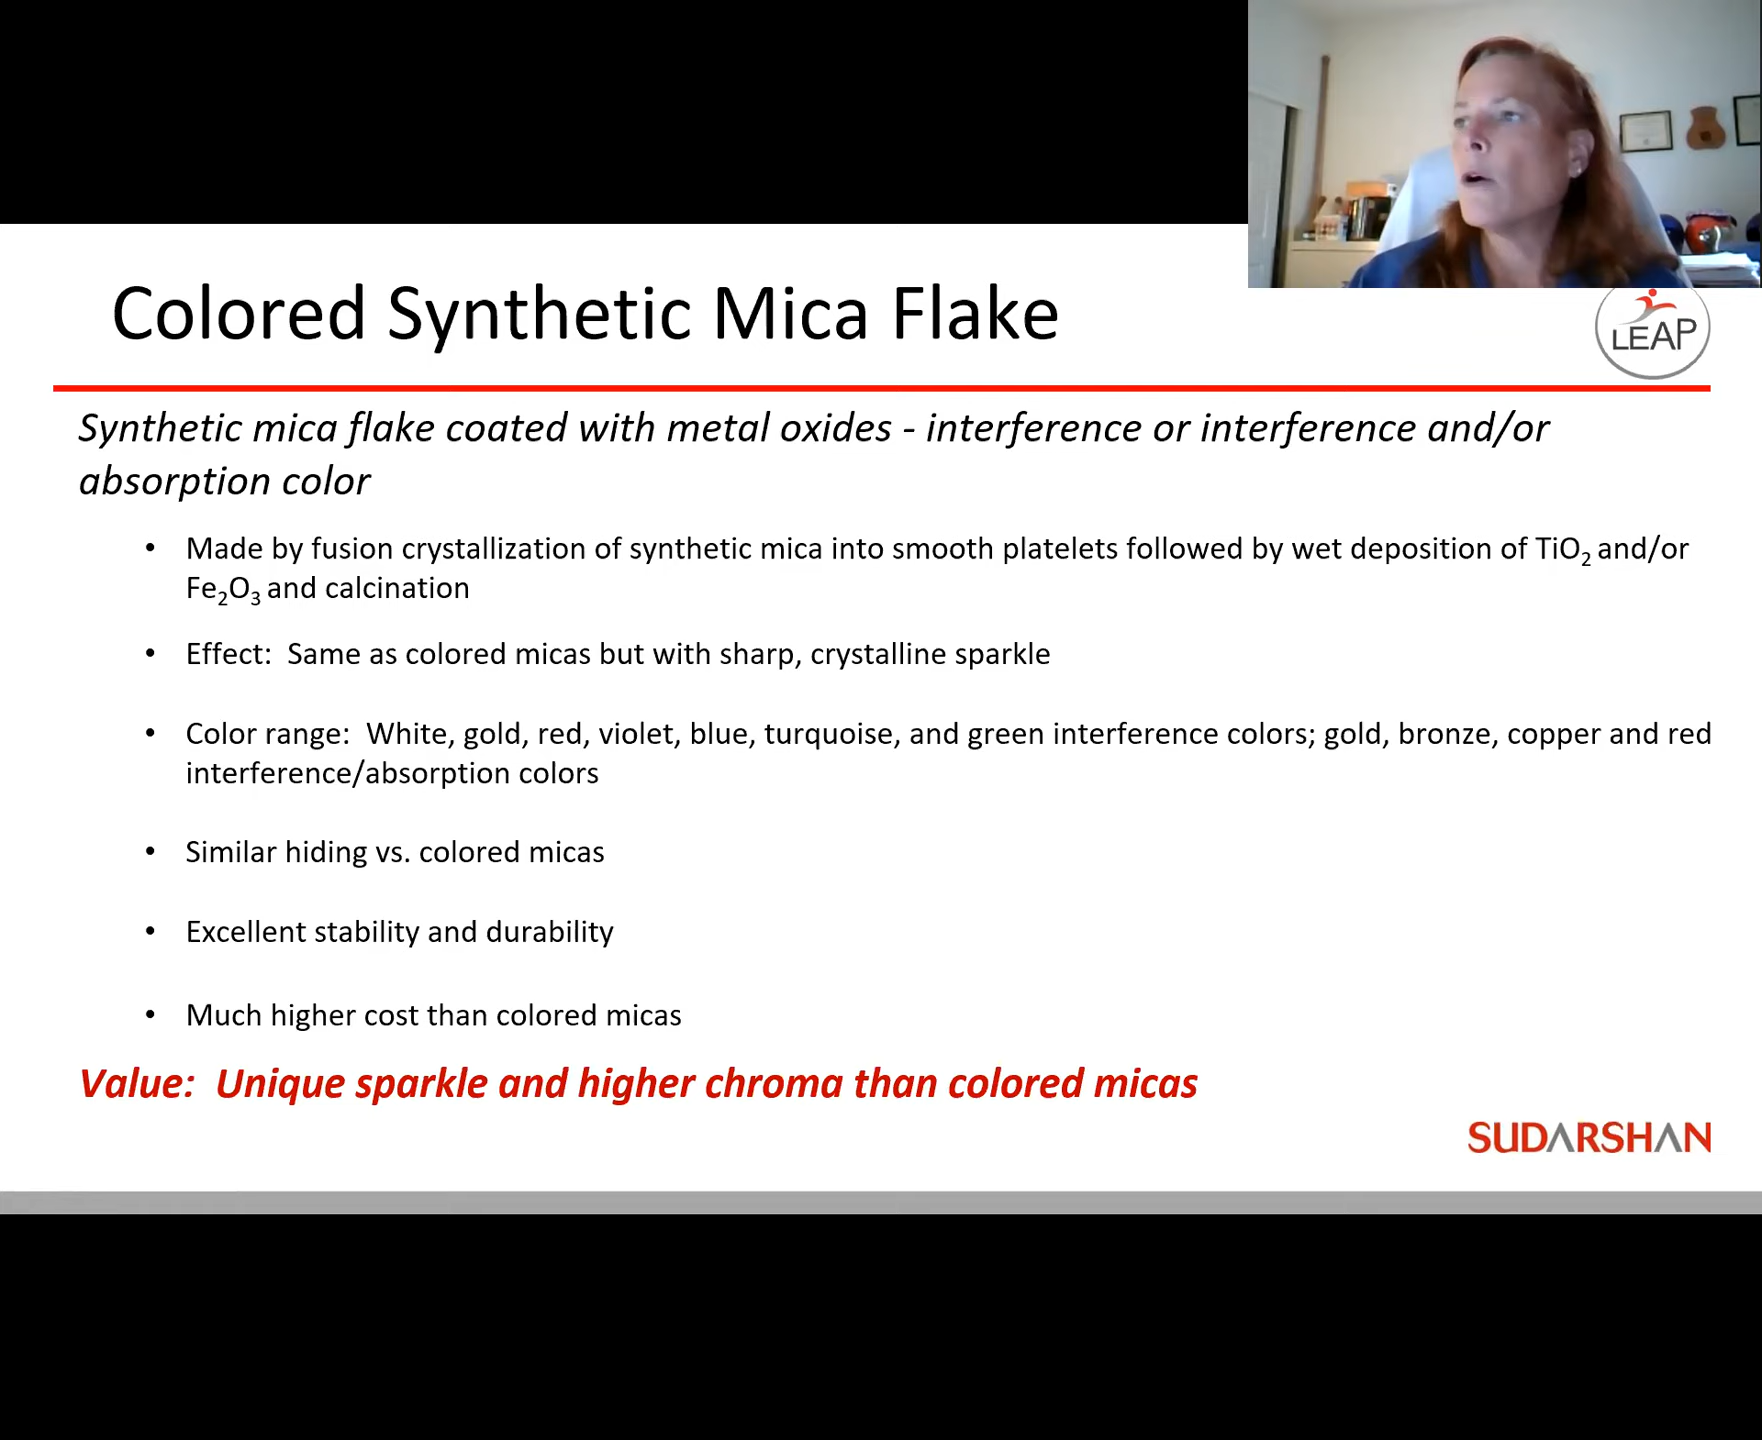 Colored Synthetic Mica Flake
LEAP
Synthetic mica flake coated with metal oxides - interference or interference and/or
absorption color
• Made by fusion crystallization of synthetic mica into smooth platelets followed by wet deposition of TiO₂ and/or
Fe₂O₃ and calcination
• Effect:  Same as colored micas but with sharp, crystalline sparkle
• Color range:  White, gold, red, violet, blue, turquoise, and green interference colors; gold, bronze, copper and red
interference/absorption colors
• Similar hiding vs. colored micas
• Excellent stability and durability
• Much higher cost than colored micas
Value:  Unique sparkle and higher chroma than colored micas
SUDARSHAN